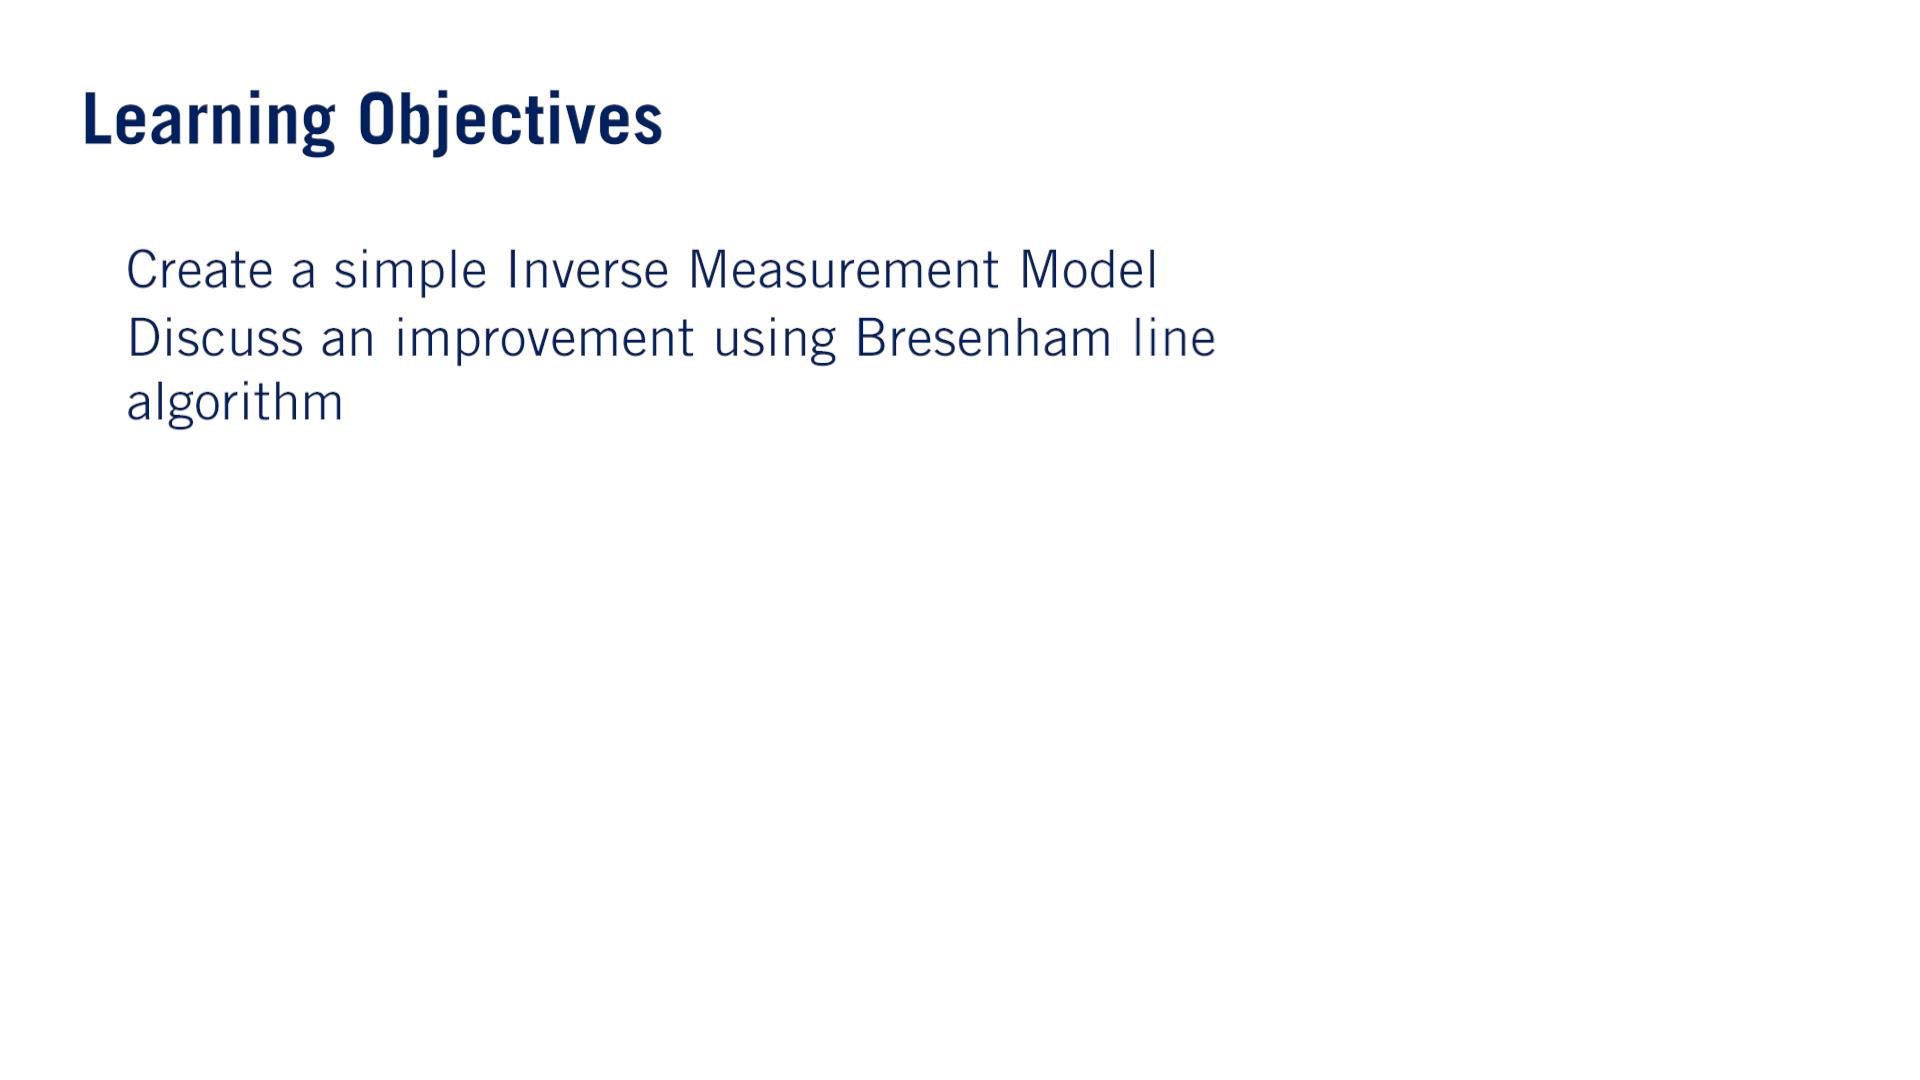 Learning Objectives
Create a simple Inverse Measurement Model
Discuss an improvement using Bresenham line
algorithm